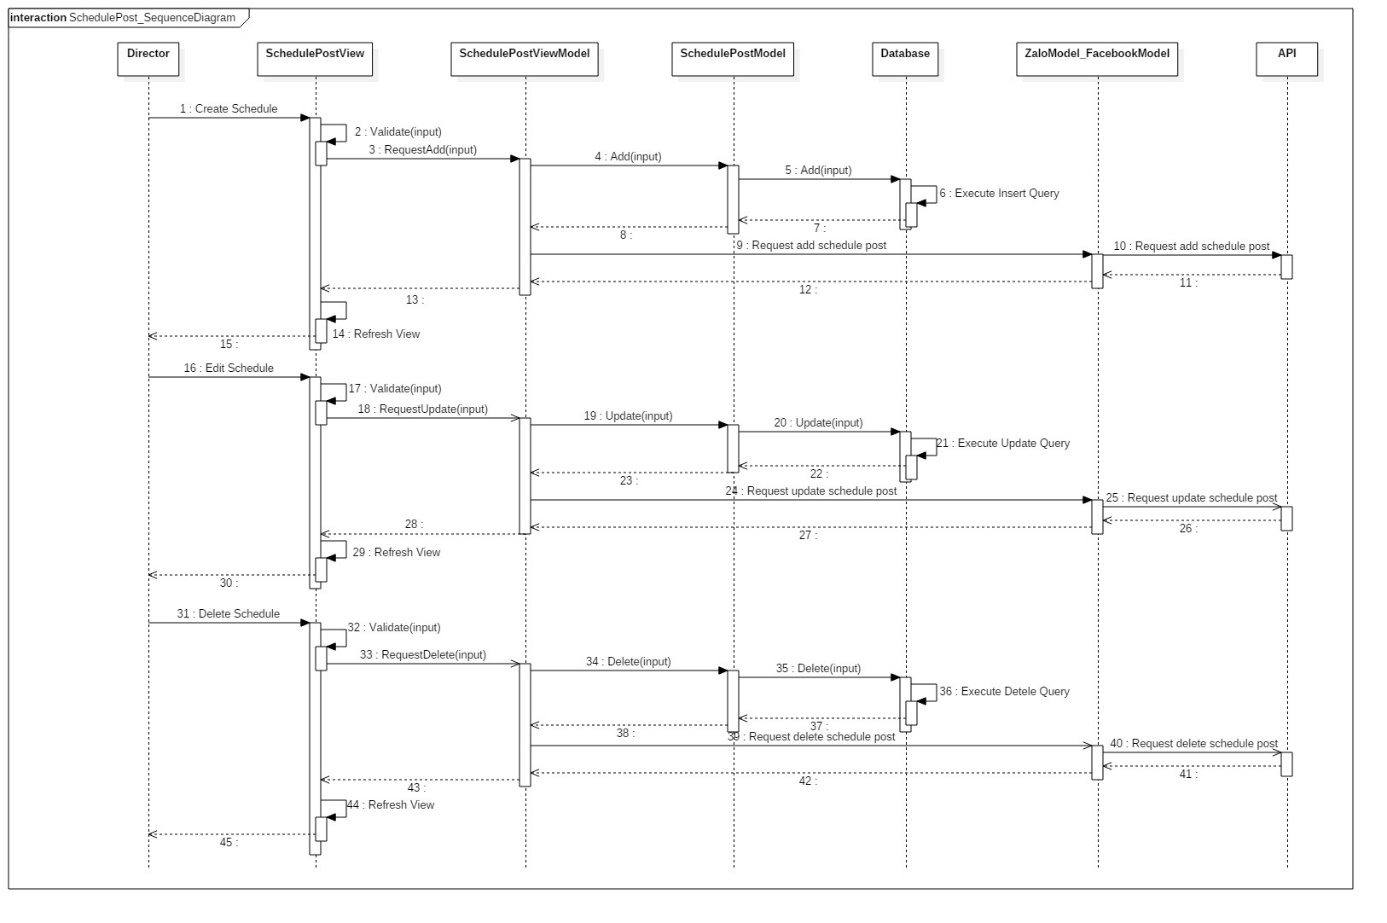 interaction SchedulePost_SequenceDiagram
Director
SchedulePostView
SchedulePostViewModel
SchedulePostModel
Database
ZaloModel_FacebookModel
API
1 : Create Schedule
2 : Validate(input)
3 : RequestAdd(input)
4 : Add(input)
5 : Add(input)
6 : Execute Insert Query
7 :
8 :
9 : Request add schedule post
10 : Request add schedule post
11 :
12 :
13 :
14 : Refresh View
15 :
16 : Edit Schedule
17 : Validate(input)
18 : RequestUpdate(input)
19 : Update(input)
20 : Update(input)
21 : Execute Update Query
22 :
23 :
24 : Request update schedule post
25 : Request update schedule post
26 :
27 :
28 :
29 : Refresh View
30 :
31 : Delete Schedule
32 : Validate(input)
33 : RequestDelete(input)
34 : Delete(input)
35 : Delete(input)
36 : Execute Detele Query
37 :
38 :
39 : Request delete schedule post
40 : Request delete schedule post
41 :
42 :
43 :
44 : Refresh View
45 :